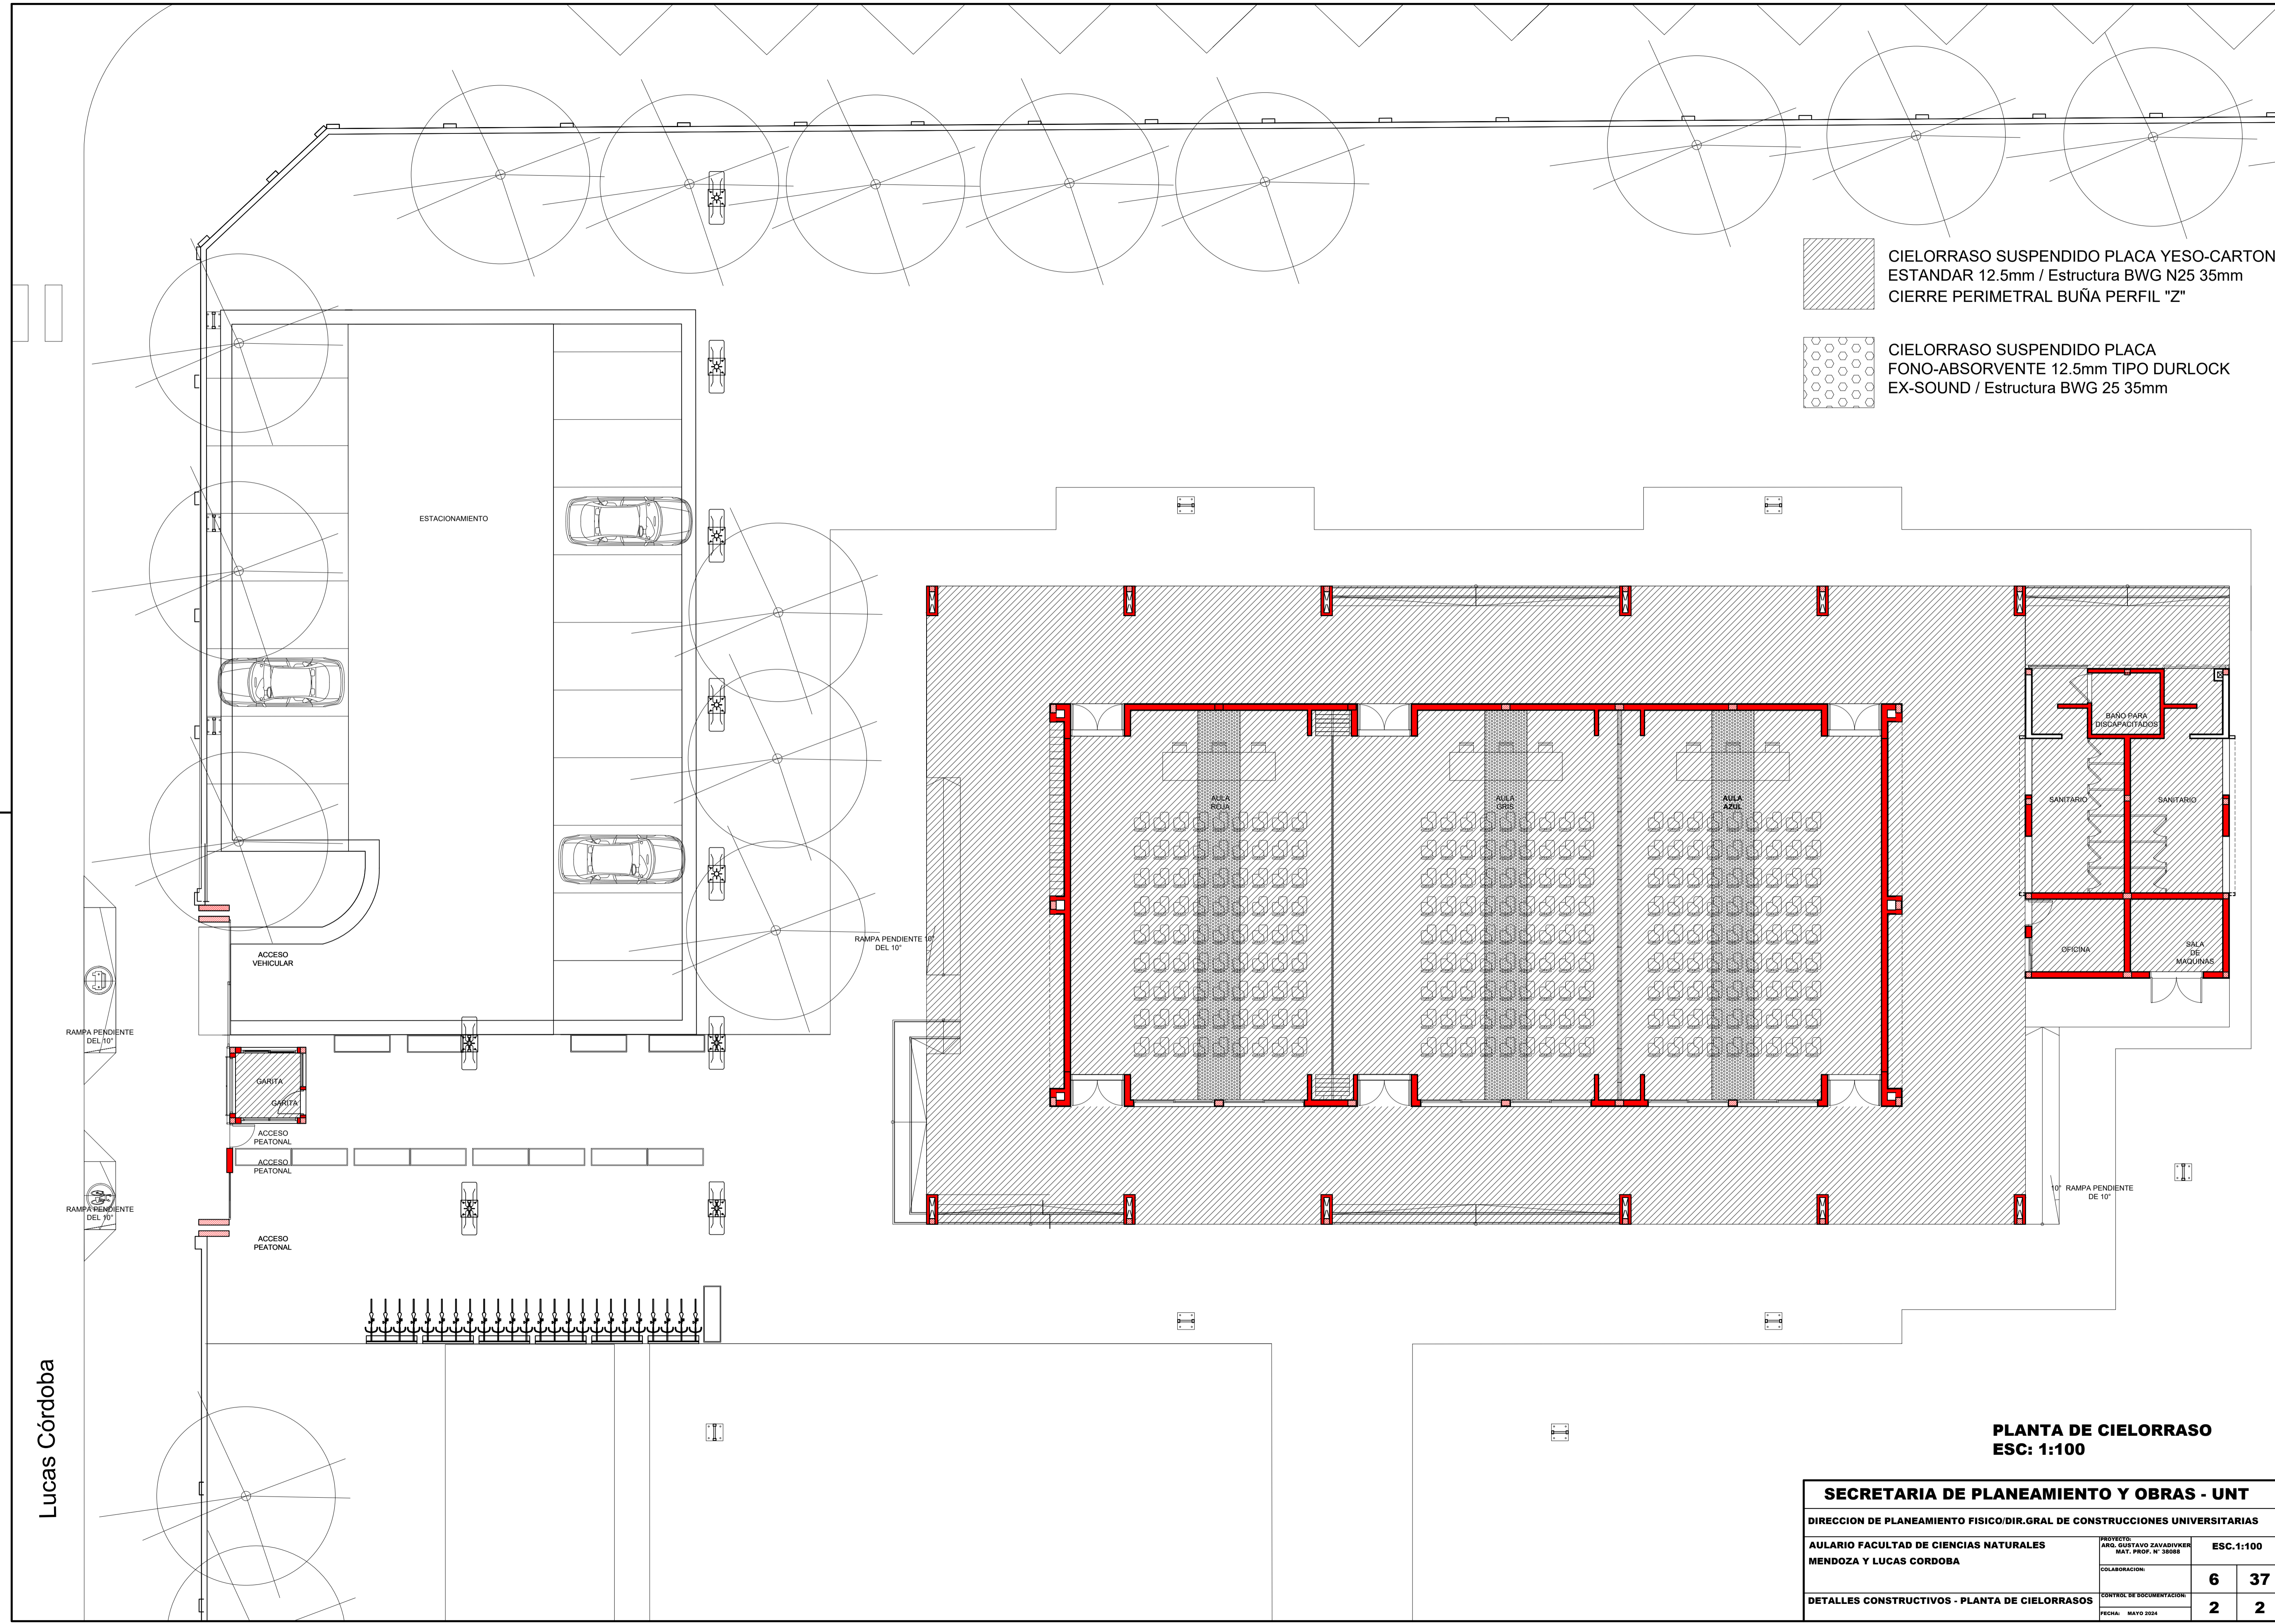 CIELORRASO SUSPENDIDO PLACA YESO-CARTON
ESTANDAR 12.5mm / Estructura BWG N25 35mm
CIERRE PERIMETRAL BUÑA PERFIL "Z"
CIELORRASO SUSPENDIDO PLACA
FONO-ABSORVENTE 12.5mm TIPO DURLOCK
EX-SOUND / Estructura BWG 25 35mm
ESTACIONAMIENTO
BAÑO PARA
DISCAPACITADOS
AULA
ROJA
AULA
GRIS
AULA
AZUL
SANITARIO
SANITARIO
RAMPA PENDIENTE 10°
DEL 10°
OFICINA
SALA
DE
MAQUINAS
ACCESO
VEHICULAR
RAMPA PENDIENTE
DEL 10°
GARITA
GARITA
ACCESO
PEATONAL
ACCESO
PEATONAL
RAMPA PENDIENTE
DEL 10°
10° RAMPA PENDIENTE
DE 10°
ACCESO
PEATONAL
Lucas Córdoba
PLANTA DE CIELORRASO
ESC: 1:100
SECRETARIA DE PLANEAMIENTO Y OBRAS - UNT
DIRECCION DE PLANEAMIENTO FISICO/DIR.GRAL DE CONSTRUCCIONES UNIVERSITARIAS
AULARIO FACULTAD DE CIENCIAS NATURALES
MENDOZA Y LUCAS CORDOBA
PROYECTO:
ARQ. GUSTAVO ZAVADIVKER
MAT. PROF. N° 38088
ESC.1:100
COLABORACION:
6 37
DETALLES CONSTRUCTIVOS - PLANTA DE CIELORRASOS
CONTROL DE DOCUMENTACION:
FECHA: MAYO 2024
2 2